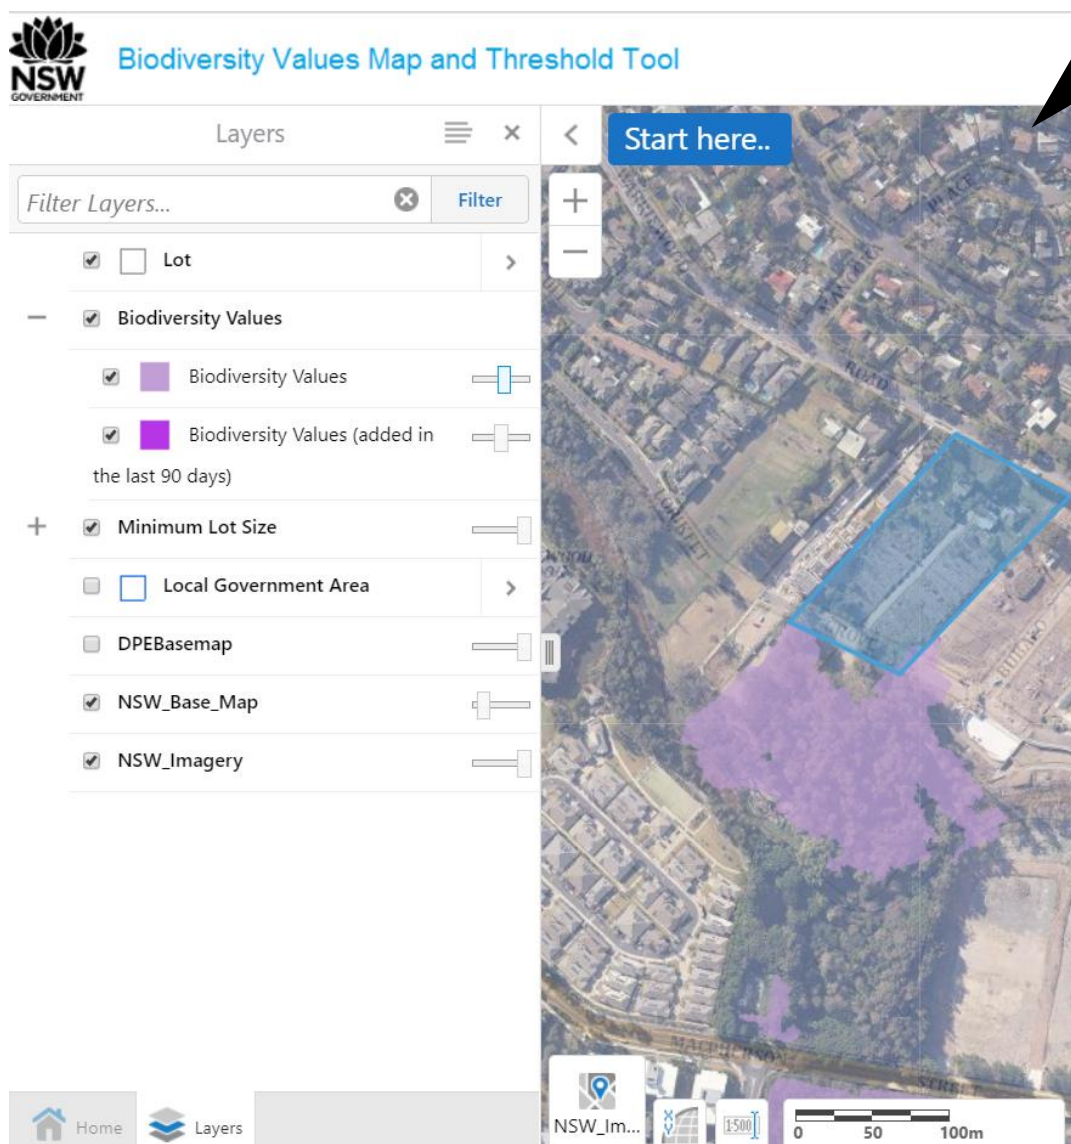 NSW
GOVERNMENT
Biodiversity Values Map and Threshold Tool
Layers
Start here..
Filter Layers...
Filter
Lot
Biodiversity Values
Biodiversity Values
Biodiversity Values (added in
the last 90 days)
Minimum Lot Size
Local Government Area
DPEBasemap
NSW_Base_Map
NSW_Imagery
PLACE
ROAD
MACPHERSON
STREET
Home
Layers
NSW_Im...
X
Y
1:500
0 50 100m